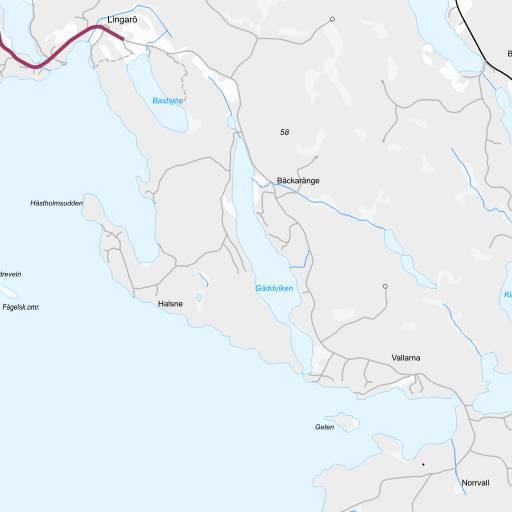 Lingarö
Bastsjön
58
Bäckaränge
Hästholmsudden
Gäddviken
Fågelsk.omr.
Halsne
Vallarna
Geten
Norrvall